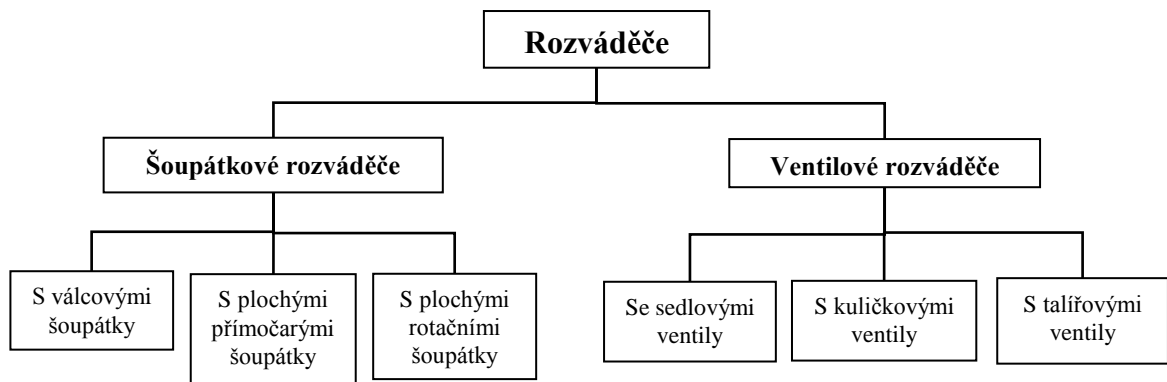 Rozváděče
Šoupátkové rozváděče
Ventilové rozváděče
S válcovými
šoupátky
S plochými
přímočarými
šoupátky
S plochými
rotačními
šoupátky
Se sedlovými
ventily
S kuličkovými
ventily
S talířovými
ventily